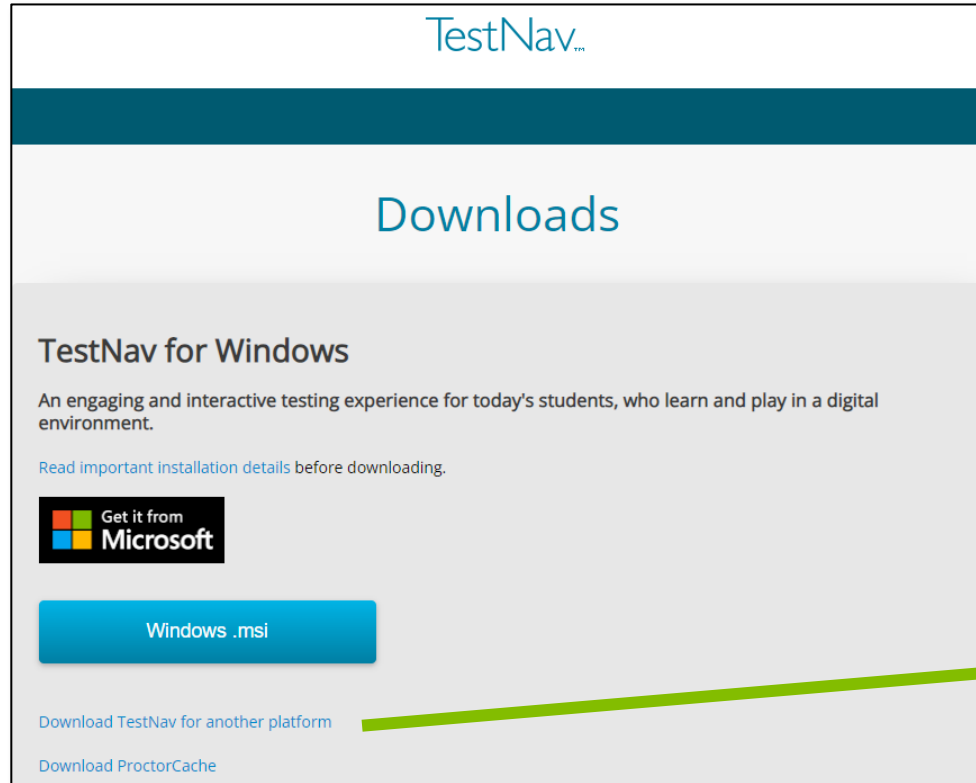 TestNav™
Downloads
TestNav for Windows
An engaging and interactive testing experience for today's students, who learn and play in a digital
environment.
Read important installation details before downloading.
Get it from
Microsoft
Windows .msi
Download TestNav for another platform
Download ProctorCache